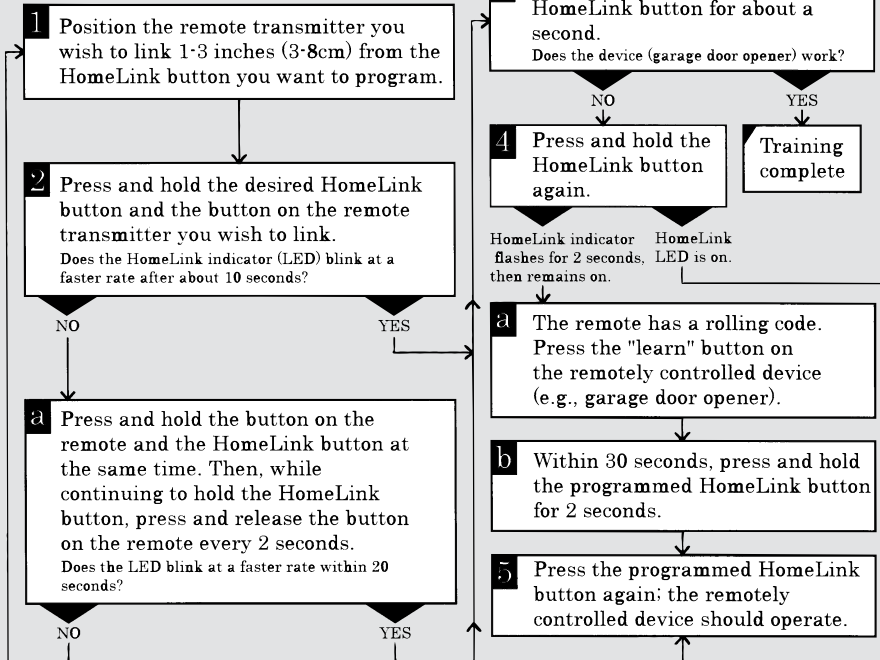 1 Position the remote transmitter you
wish to link 1-3 inches (3-8cm) from the
HomeLink button you want to program.
2 Press and hold the desired HomeLink
button and the button on the remote
transmitter you wish to link.
Does the HomeLink indicator (LED) blink at a
faster rate after about 10 seconds?
NO YES
a Press and hold the button on the
remote and the HomeLink button at
the same time. Then, while
continuing to hold the HomeLink
button, press and release the button
on the remote every 2 seconds.
Does the LED blink at a faster rate within 20
seconds?
NO YES
HomeLink button for about a
second.
Does the device (garage door opener) work?
NO YES
4 Press and hold the
HomeLink button
again.
Training
complete
HomeLink indicator
flashes for 2 seconds,
then remains on.
HomeLink
LED is on.
a The remote has a rolling code.
Press the "learn" button on
the remotely controlled device
(e.g., garage door opener).
b Within 30 seconds, press and hold
the programmed HomeLink button
for 2 seconds.
5 Press the programmed HomeLink
button again; the remotely
controlled device should operate.